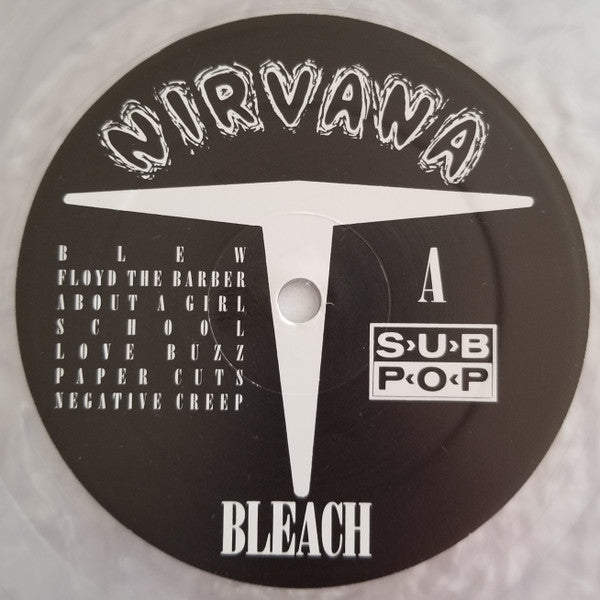 NIRVANA
BLEW
FLOYD THE BARBER
ABOUT A GIRL
SCHOOL
LOVE BUZZ
PAPER CUTS
NEGATIVE CREEP
A
S›U›B
P‹O‹P
BLEACH